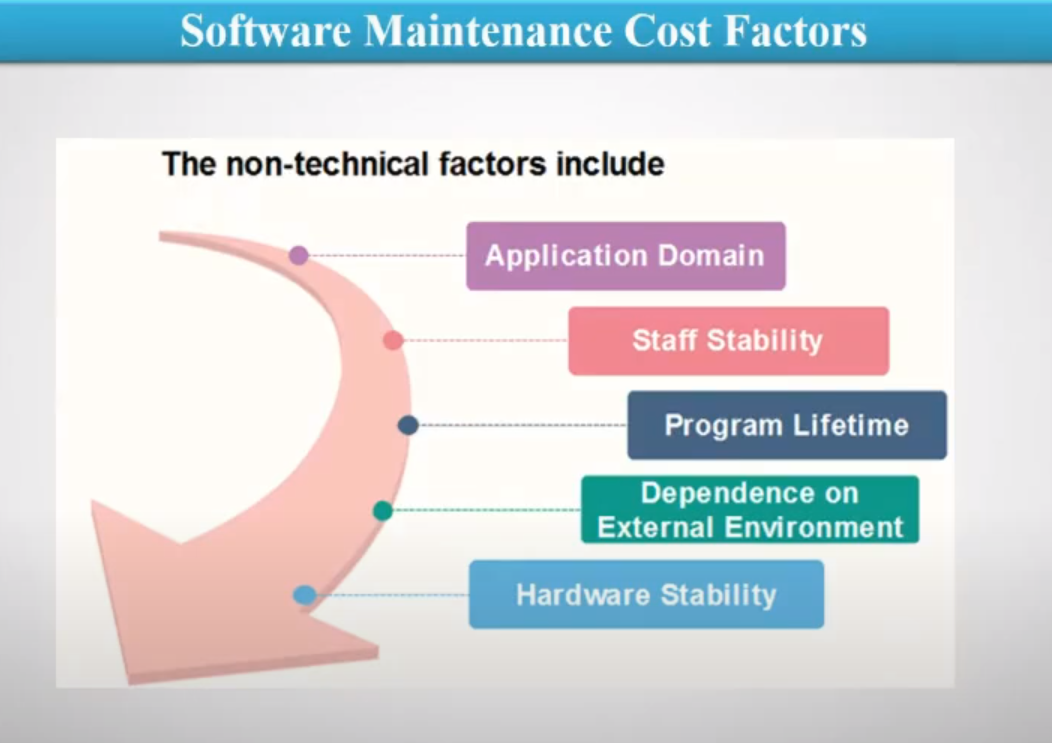 Software Maintenance Cost Factors
The non-technical factors include
Application Domain
Staff Stability
Program Lifetime
Dependence on
External Environment
Hardware Stability